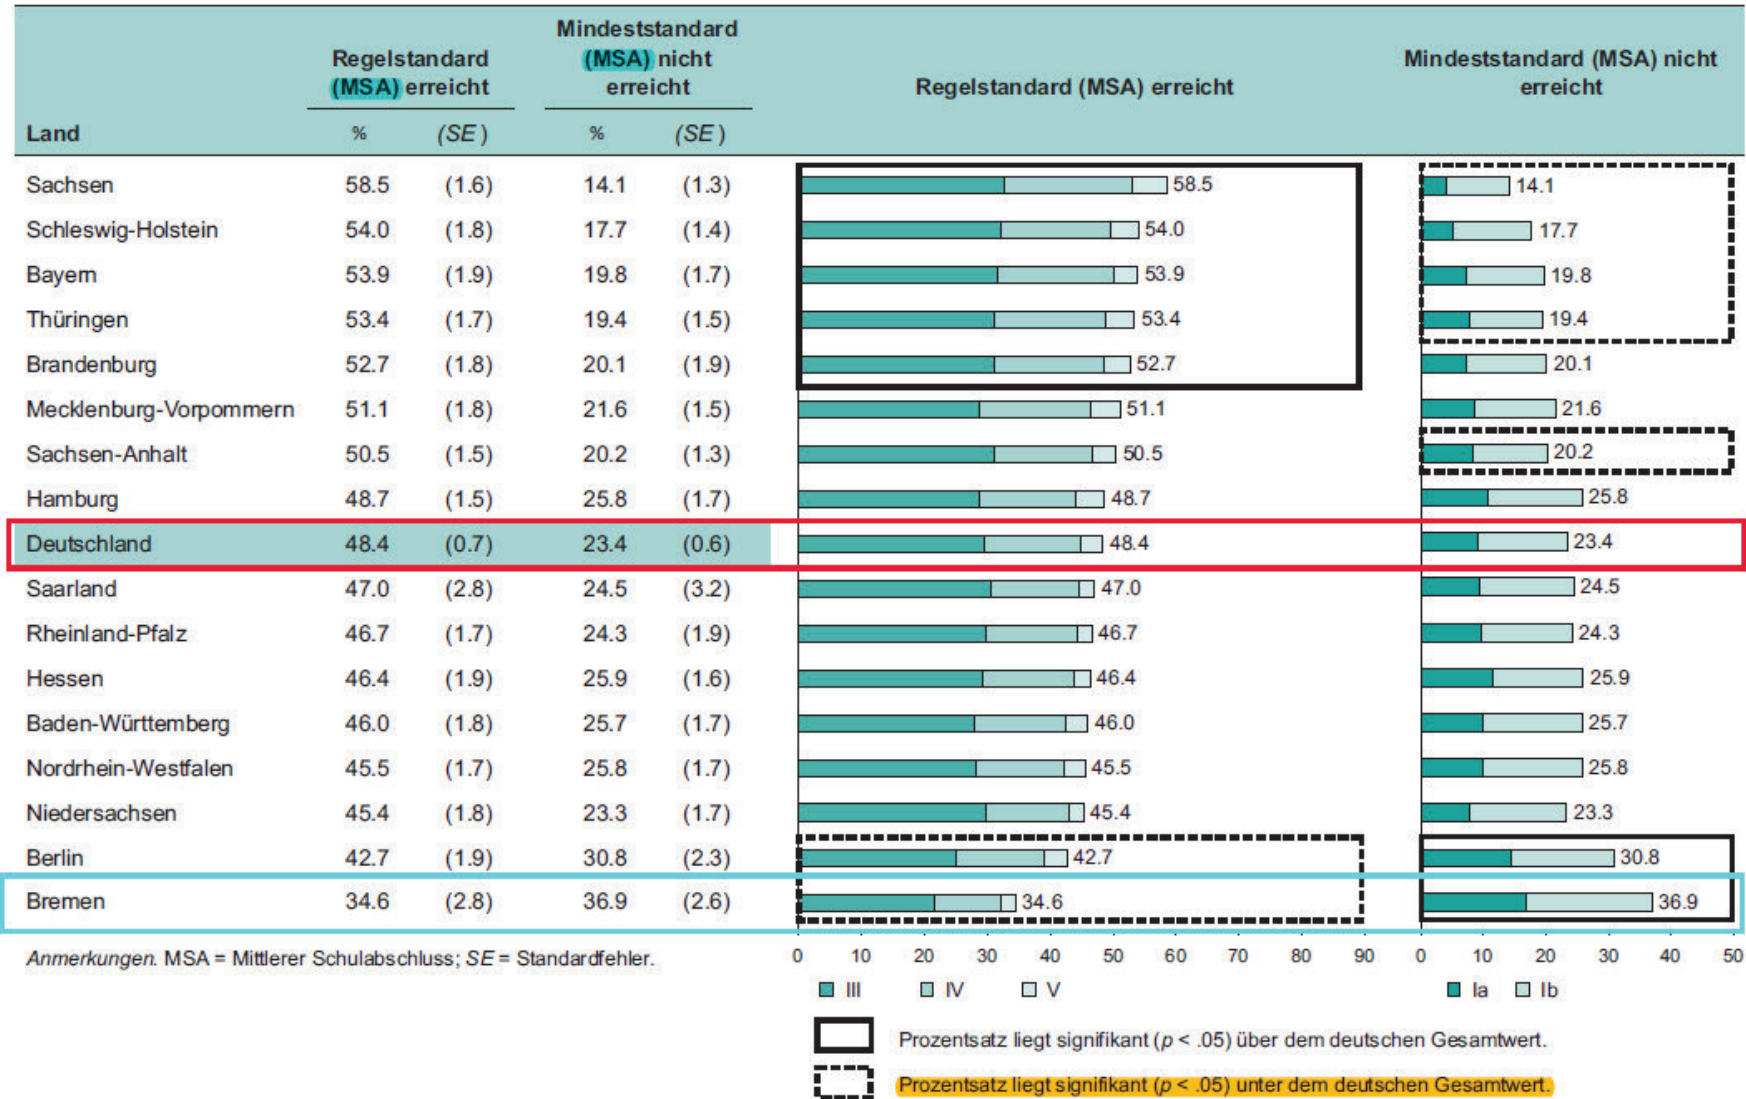 Land
Regelstandard
(MSA) erreicht
% (SE)
Mindeststandard
(MSA) nicht
erreicht
% (SE)
Regelstandard (MSA) erreicht
Mindeststandard (MSA) nicht
erreicht
Sachsen 58.5 (1.6) 14.1 (1.3) 58.5 14.1
Schleswig-Holstein 54.0 (1.8) 17.7 (1.4) 54.0 17.7
Bayern 53.9 (1.9) 19.8 (1.7) 53.9 19.8
Thüringen 53.4 (1.7) 19.4 (1.5) 53.4 19.4
Brandenburg 52.7 (1.8) 20.1 (1.9) 52.7 20.1
Mecklenburg-Vorpommern 51.1 (1.8) 21.6 (1.5) 51.1 21.6
Sachsen-Anhalt 50.5 (1.5) 20.2 (1.3) 50.5 20.2
Hamburg 48.7 (1.5) 25.8 (1.7) 48.7 25.8
Deutschland 48.4 (0.7) 23.4 (0.6) 48.4 23.4
Saarland 47.0 (2.8) 24.5 (3.2) 47.0 24.5
Rheinland-Pfalz 46.7 (1.7) 24.3 (1.9) 46.7 24.3
Hessen 46.4 (1.9) 25.9 (1.6) 46.4 25.9
Baden-Württemberg 46.0 (1.8) 25.7 (1.7) 46.0 25.7
Nordrhein-Westfalen 45.5 (1.7) 25.8 (1.7) 45.5 25.8
Niedersachsen 45.4 (1.8) 23.3 (1.7) 45.4 23.3
Berlin 42.7 (1.9) 30.8 (2.3) 42.7 30.8
Bremen 34.6 (2.8) 36.9 (2.6) 34.6 36.9
0 10 20 30 40 50 60 70 80 90 0 10 20 30 40 50
Anmerkungen. MSA = Mittlerer Schulabschluss; SE = Standardfehler.
III IV V Ia Ib
Prozentsatz liegt signifikant (p < .05) über dem deutschen Gesamtwert.
Prozentsatz liegt signifikant (p < .05) unter dem deutschen Gesamtwert.